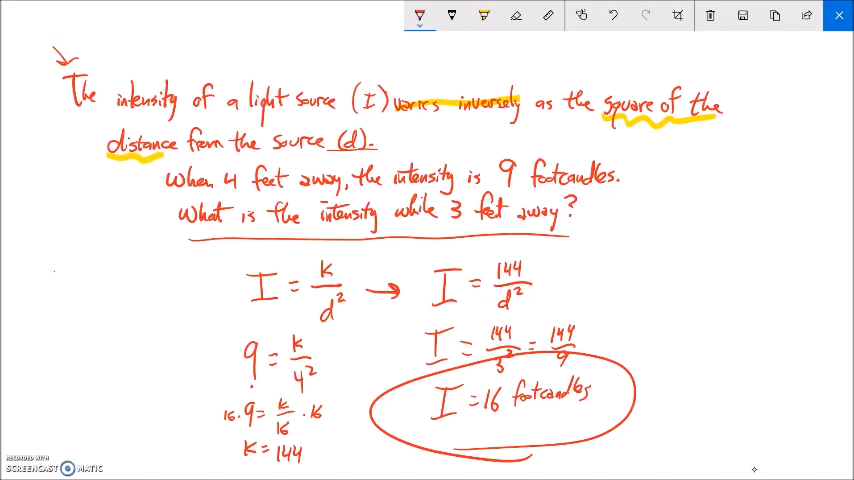 The intensity of a light source (I) varies inversely as the square of the
distance from the source (d).
When 4 feet away, the intensity is 9 footcandles.
What is the intensity while 3 feet away?
I = k/d² → I = 144/d²
9 = k/4²
I = 144/3² = 144/9
16 · 9 = k/16 · 16
I = 16 footcandles
k = 144
RECORDED WITH
SCREENCAST MATIC